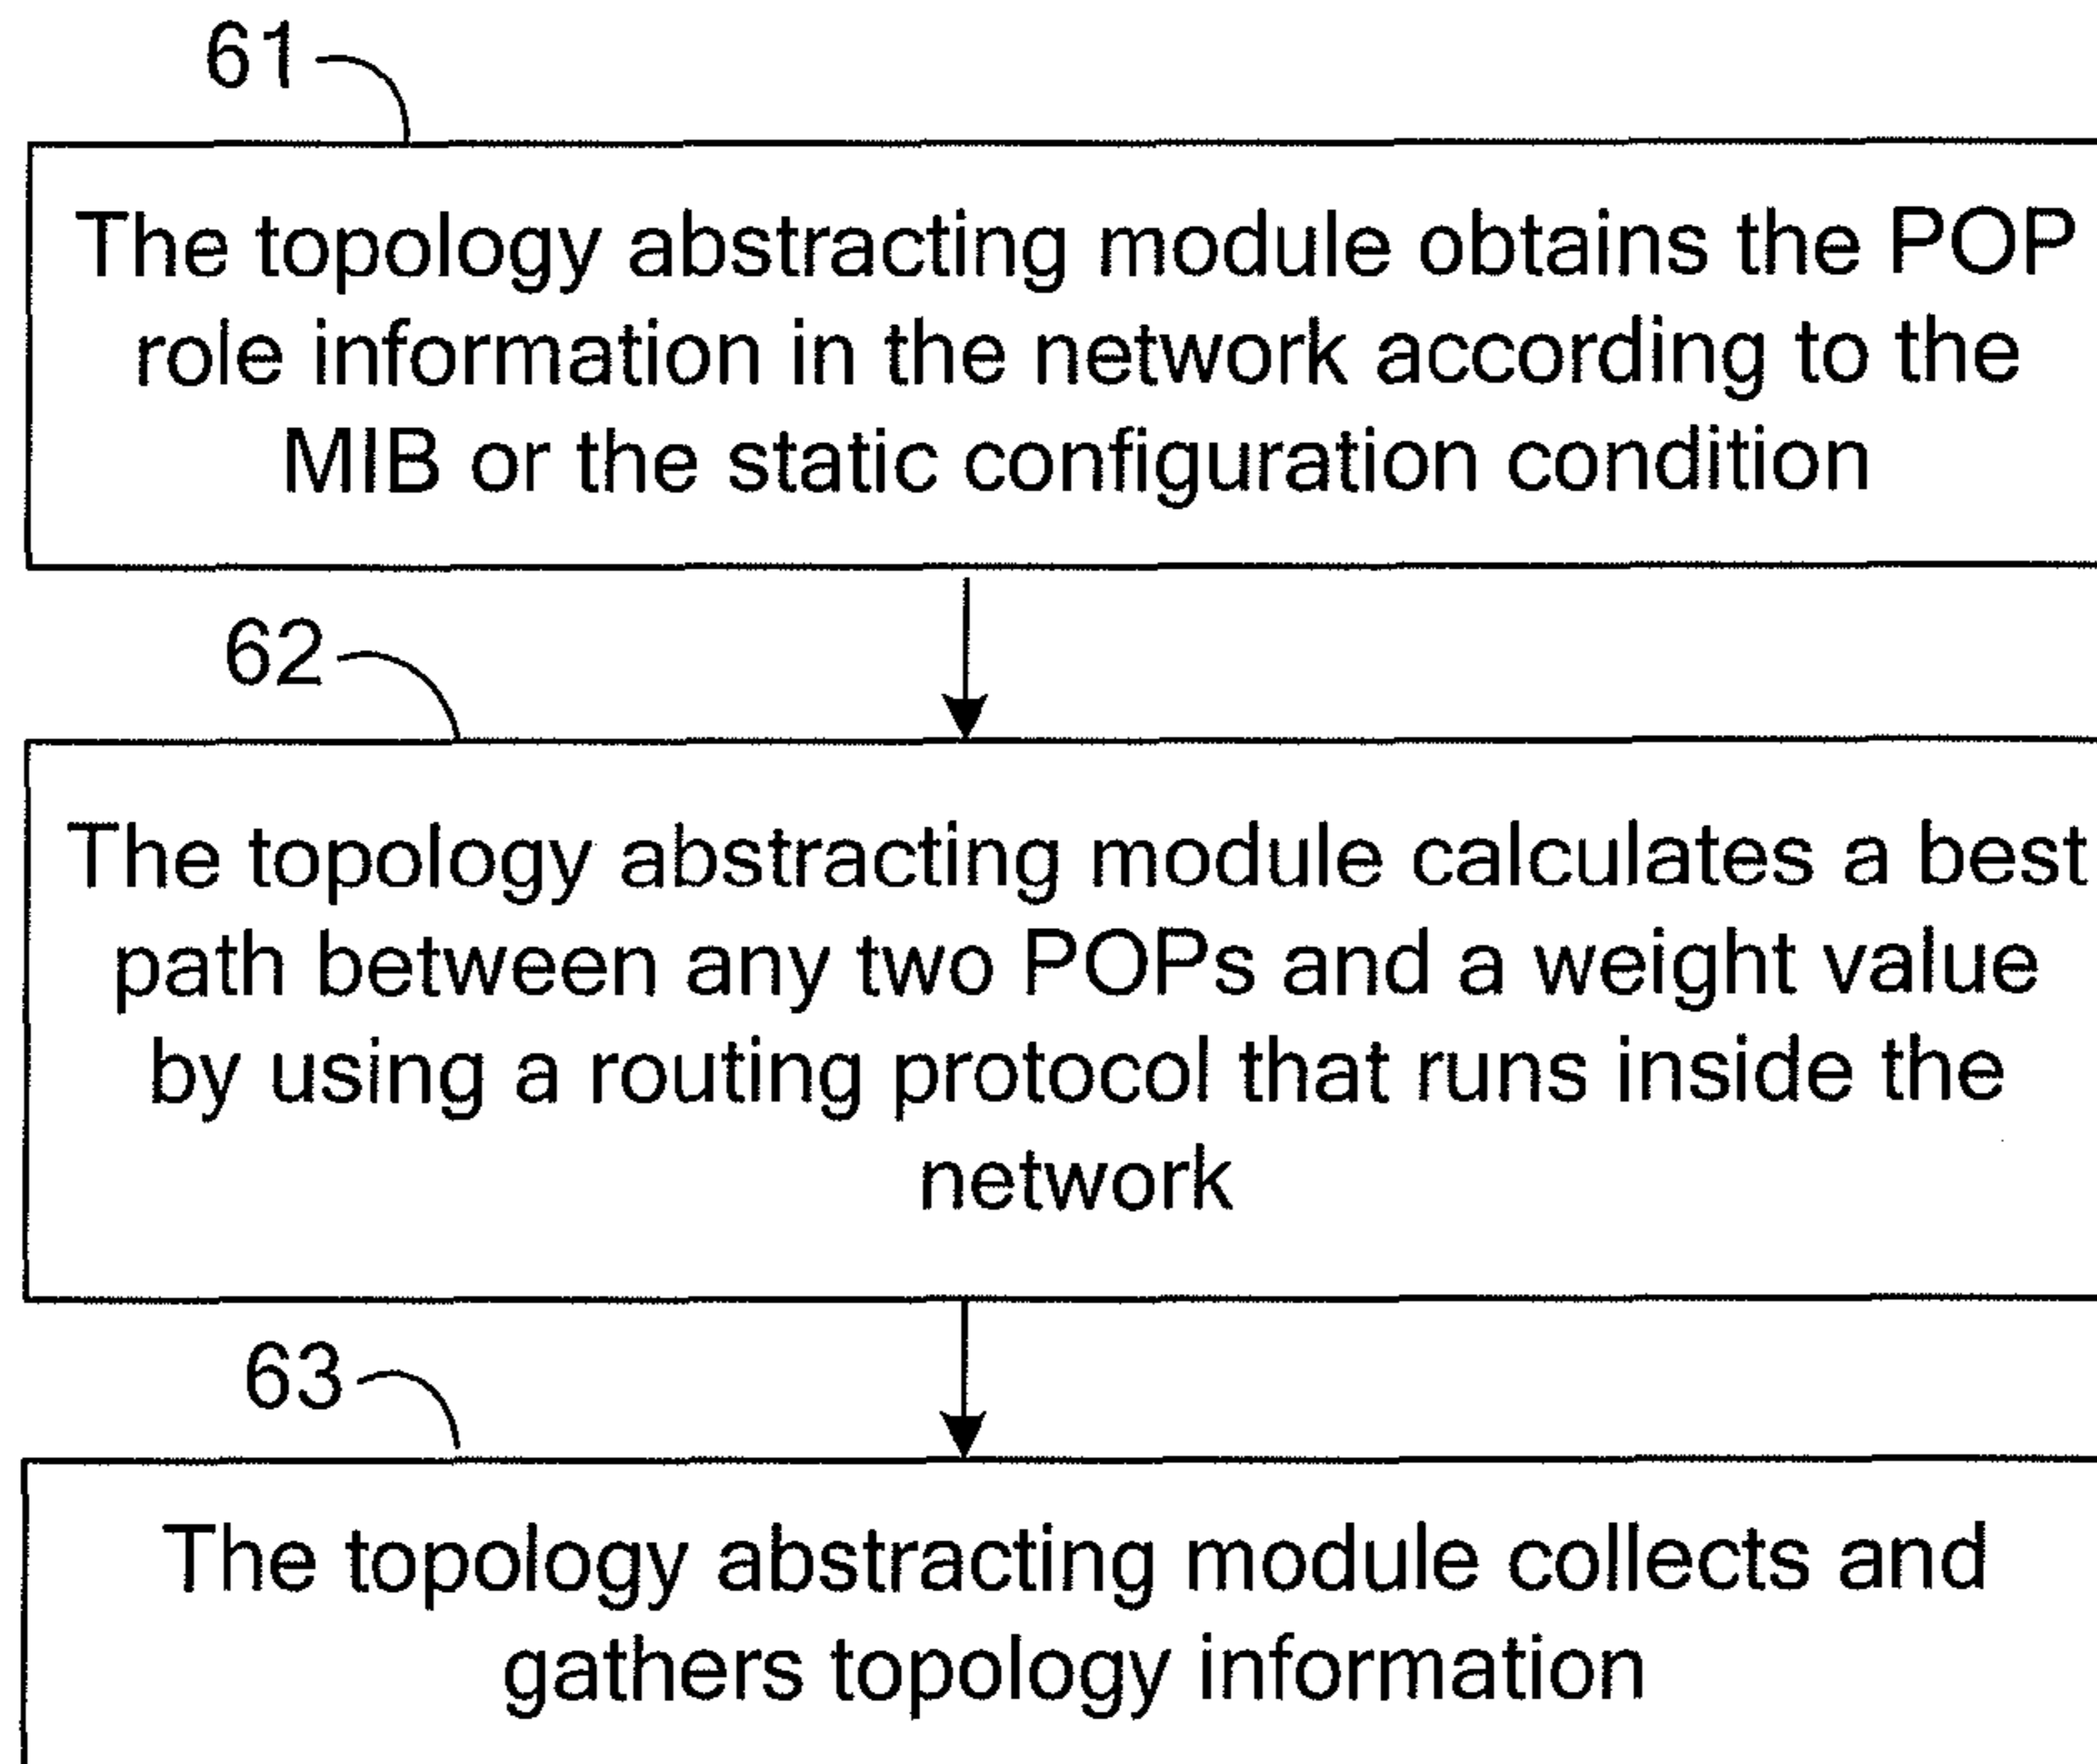 61
The topology abstracting module obtains the POP
role information in the network according to the
MIB or the static configuration condition
62
The topology abstracting module calculates a best
path between any two POPs and a weight value
by using a routing protocol that runs inside the
network
63
The topology abstracting module collects and
gathers topology information